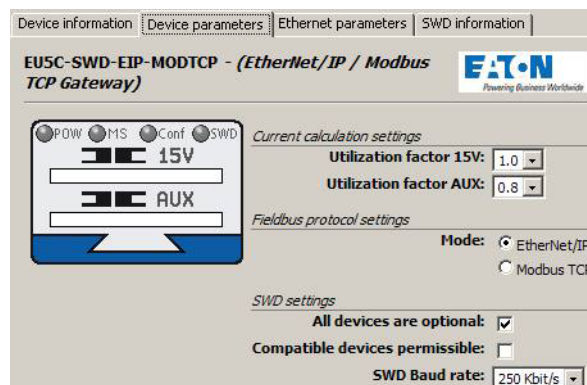 Device information Device parameters Ethernet parameters SWD information
EU5C-SWD-EIP-MODTCP - (EtherNet/IP / Modbus
TCP Gateway)
EATON
Powering Business Worldwide
POW MS Conf SWD
15V
AUX
Current calculation settings
Utilization factor 15V: 1.0
Utilization factor AUX: 0.8
Fieldbus protocol settings
Mode: EtherNet/IP
Modbus TCP
SWD settings
All devices are optional:
Compatible devices permissible:
SWD Baud rate: 250 Kbit/s